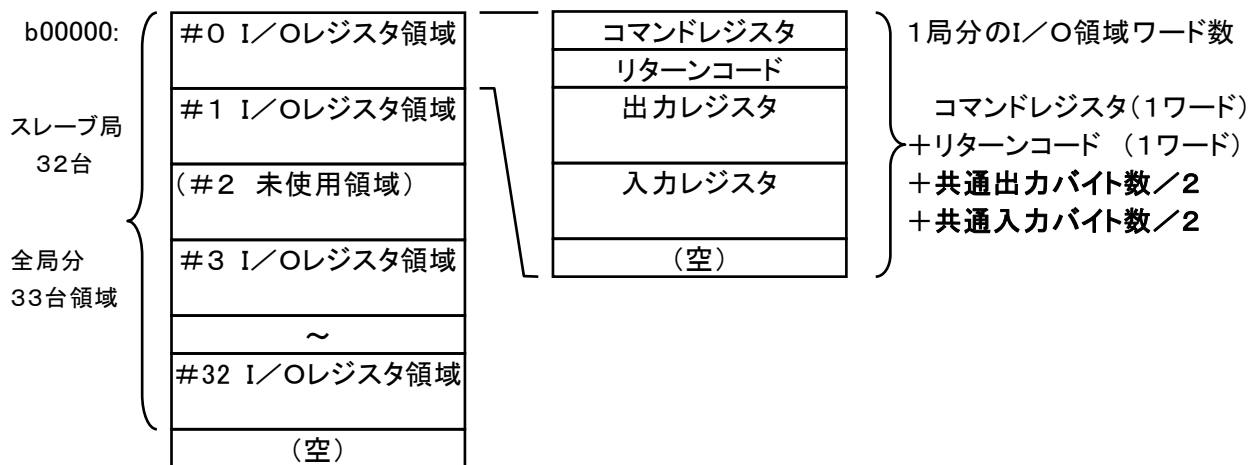 b00000:
スレーブ局
32台
全局分
33台領域
#0 I/Oレジスタ領域
#1 I/Oレジスタ領域
(#2 未使用領域)
#3 I/Oレジスタ領域
~
#32 I/Oレジスタ領域
(空)
コマンドレジスタ
リターンコード
出力レジスタ
入力レジスタ
(空)
1局分のI/O領域ワード数
コマンドレジスタ(1ワード)
+リターンコード (1ワード)
+共通出力バイト数/2
+共通入力バイト数/2